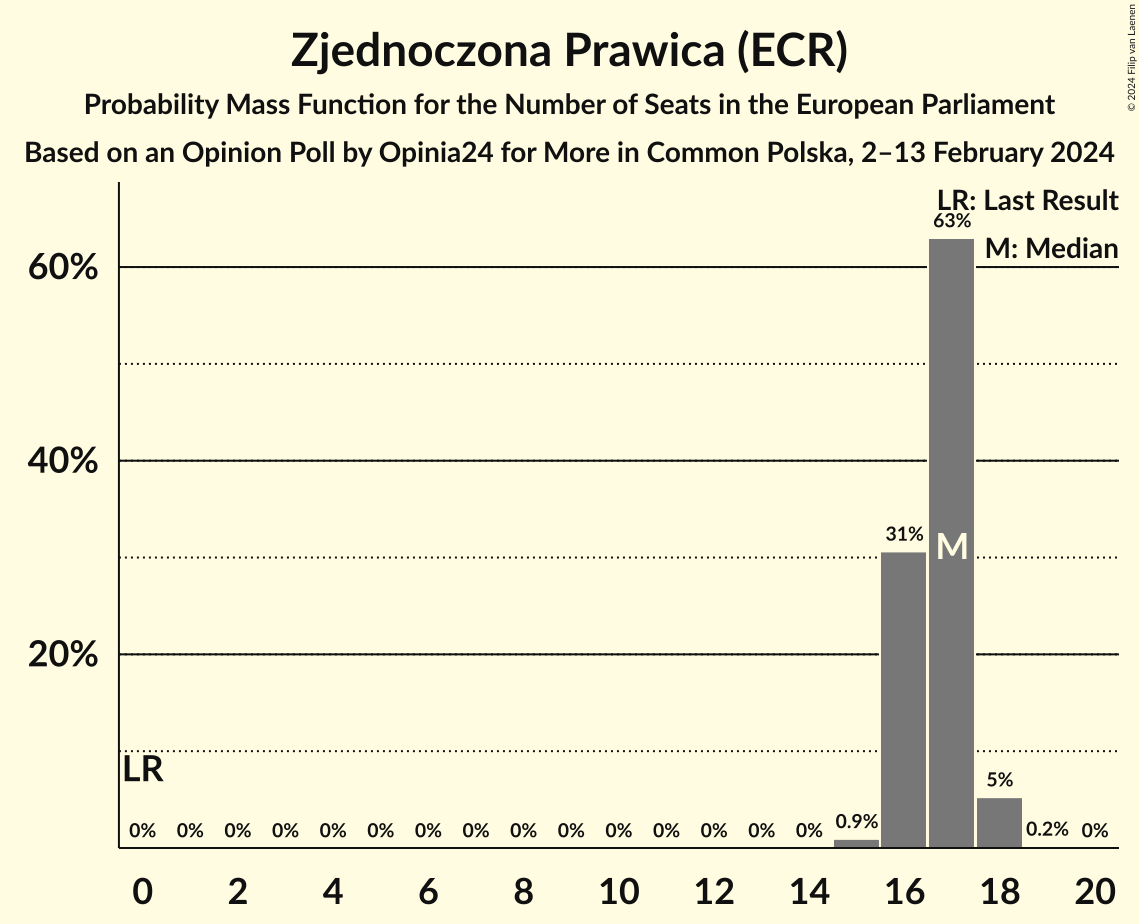 Zjednoczona Prawica (ECR)
Probability Mass Function for the Number of Seats in the European Parliament
Based on an Opinion Poll by Opinia24 for More in Common Polska, 2–13 February 2024
© 2024 Filip van Laenen
LR: Last Result
M: Median
60%
40%
20%
LR
M
0% 0% 0% 0% 0% 0% 0% 0% 0% 0% 0% 0% 0% 0% 0% 0.9% 31% 63% 5% 0.2% 0%
0 2 4 6 8 10 12 14 16 18 20